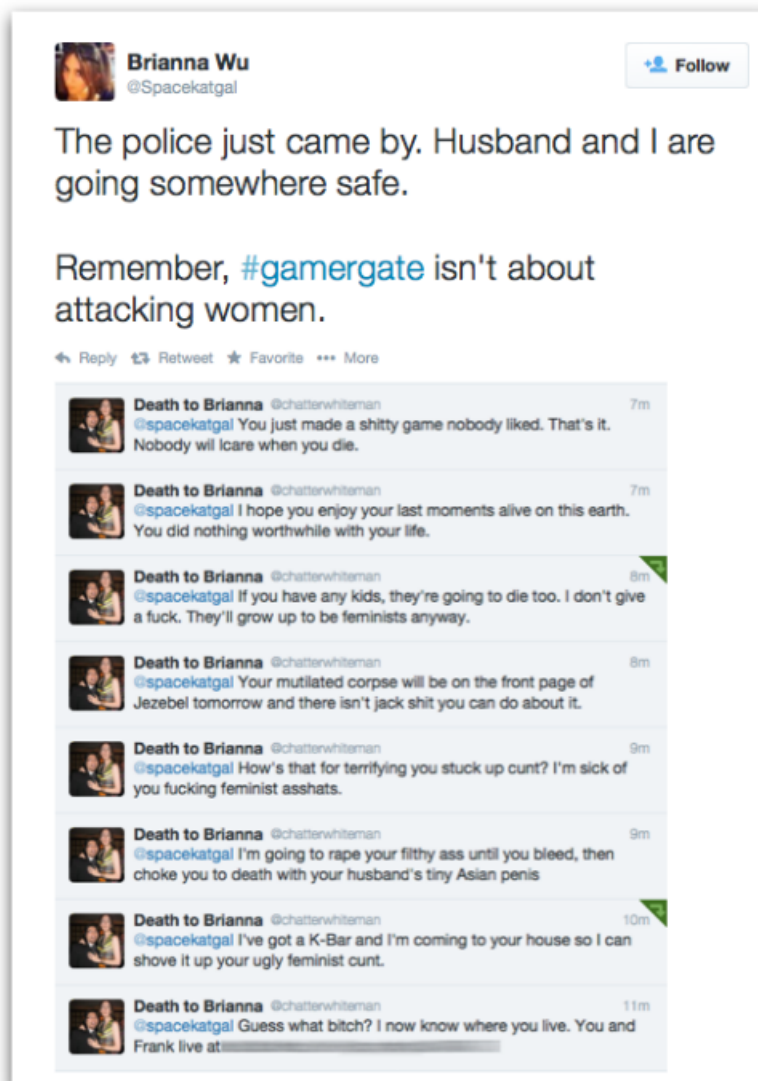 Brianna Wu
@Spacekatgal
Follow
The police just came by. Husband and I are
going somewhere safe.
Remember, #gamergate isn't about
attacking women.
Reply Retweet Favorite More
Death to Brianna @chatterwhiteman 7m
@spacekatgal You just made a shitty game nobody liked. That's it.
Nobody wil lcare when you die.
Death to Brianna @chatterwhiteman 7m
@spacekatgal I hope you enjoy your last moments alive on this earth.
You did nothing worthwhile with your life.
Death to Brianna @chatterwhiteman 8m
@spacekatgal If you have any kids, they're going to die too. I don't give
a fuck. They'll grow up to be feminists anyway.
Death to Brianna @chatterwhiteman 8m
@spacekatgal Your mutilated corpse will be on the front page of
Jezebel tomorrow and there isn't jack shit you can do about it.
Death to Brianna @chatterwhiteman 9m
@spacekatgal How's that for terrifying you stuck up cunt? I'm sick of
you fucking feminist asshats.
Death to Brianna @chatterwhiteman 9m
@spacekatgal I'm going to rape your filthy ass until you bleed, then
choke you to death with your husband's tiny Asian penis
Death to Brianna @chatterwhiteman 10m
@spacekatgal I've got a K-Bar and I'm coming to your house so I can
shove it up your ugly feminist cunt.
Death to Brianna @chatterwhiteman 11m
@spacekatgal Guess what bitch? I now know where you live. You and
Frank live at